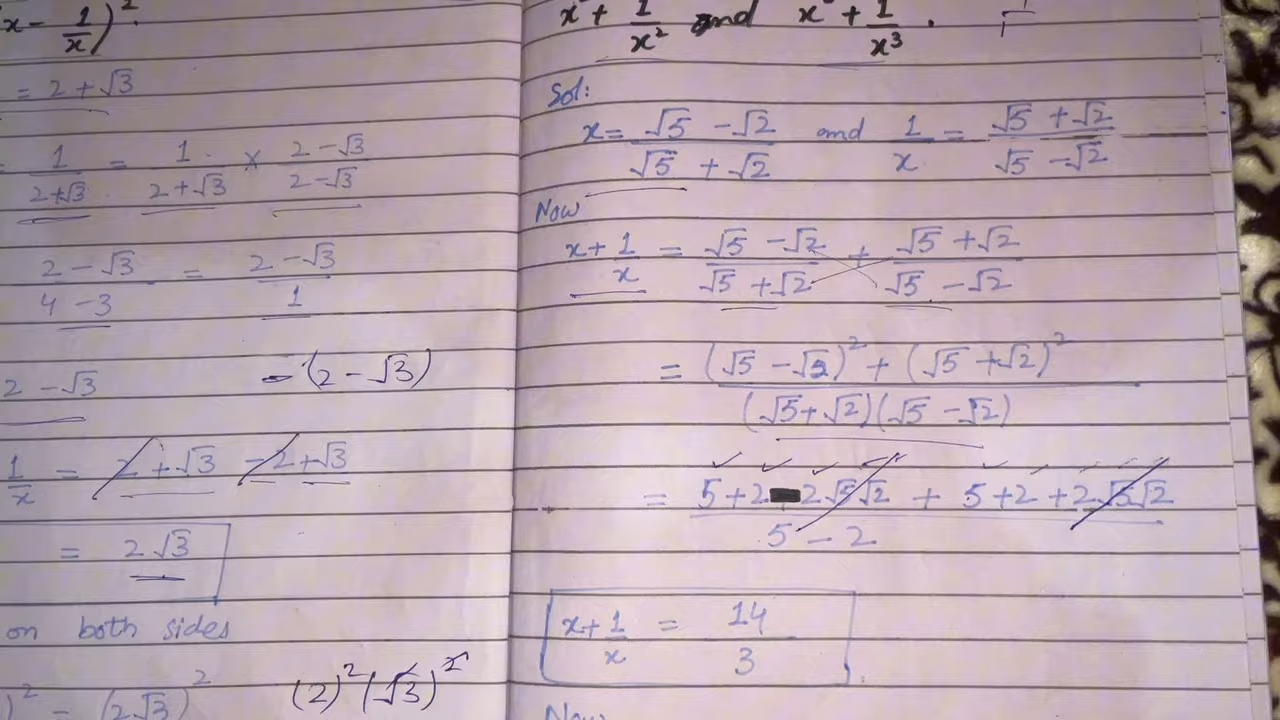 x - 1/x)²
= 2 + √3
= 1/(2+√3) = 1/(2+√3) × (2-√3)/(2-√3)
(2-√3)/(4-3) = (2-√3)/1
2 - √3 - (2 - √3)
1/x = 2 + √3 - 2 + √3
= 2√3
on both sides
)² = (2√3)² (2)²(√3)²
x² + 1/x² and x³ + 1/x³ .
Sol:
x = (√5 - √2)/(√5 + √2) and 1/x = (√5 + √2)/(√5 - √2)
Now
x + 1/x = (√5 - √2)/(√5 + √2) + (√5 + √2)/(√5 - √2)
= ((√5 - √2)² + (√5 + √2)²)/((√5+√2)(√5 - √2))
= (5 + 2 - 2√5√2 + 5 + 2 + 2√5√2)/(5 - 2)
x + 1/x = 14/3
Now